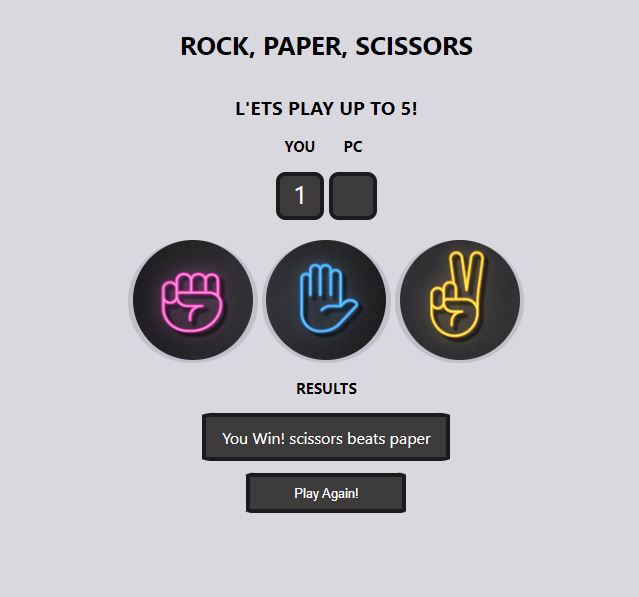 ROCK, PAPER, SCISSORS
L'ETS PLAY UP TO 5!
YOU PC
1
RESULTS
You Win! scissors beats paper
Play Again!